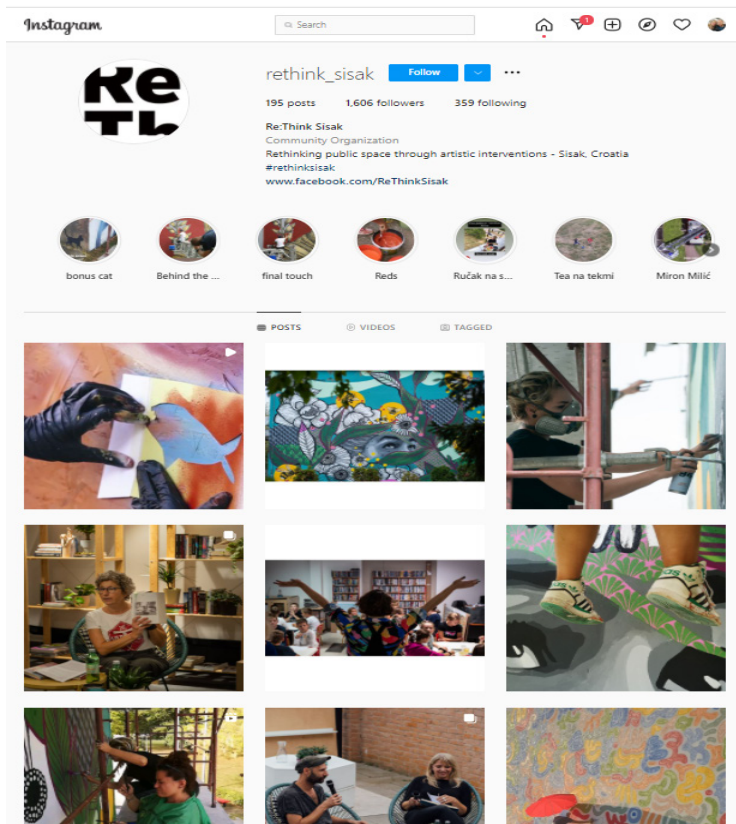 Instagram
Search
1
Re
Th
rethink_sisak Follow
195 posts 1,606 followers 359 following
Re:Think Sisak
Community Organization
Rethinking public space through artistic interventions - Sisak, Croatia
#rethinksisak
www.facebook.com/ReThinkSisak
bonus cat Behind the ... final touch Reds Ručak na s... Tea na tekmi Miron Milić
POSTS VIDEOS TAGGED